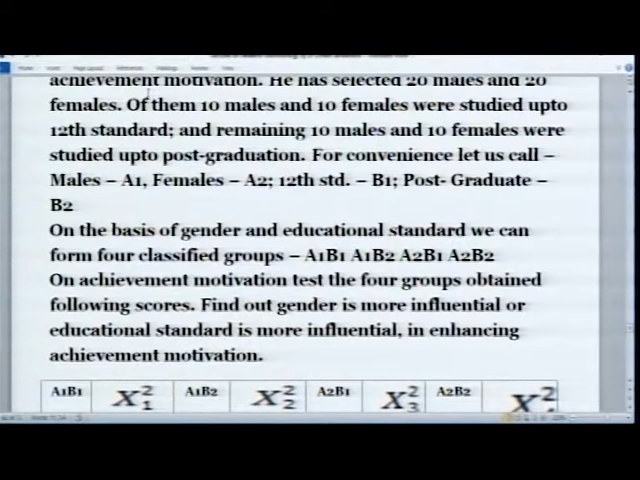 achievement motivation. He has selected 20 males and 20
females. Of them 10 males and 10 females were studied upto
12th standard; and remaining 10 males and 10 females were
studied upto post-graduation. For convenience let us call –
Males – A1, Females – A2; 12th std. – B1; Post- Graduate –
B2
On the basis of gender and educational standard we can
form four classified groups – A1B1 A1B2 A2B1 A2B2
On achievement motivation test the four groups obtained
following scores. Find out gender is more influential or
educational standard is more influential, in enhancing
achievement motivation.
A1B1 X₁² A1B2 X₂² A2B1 X₃² A2B2 X²